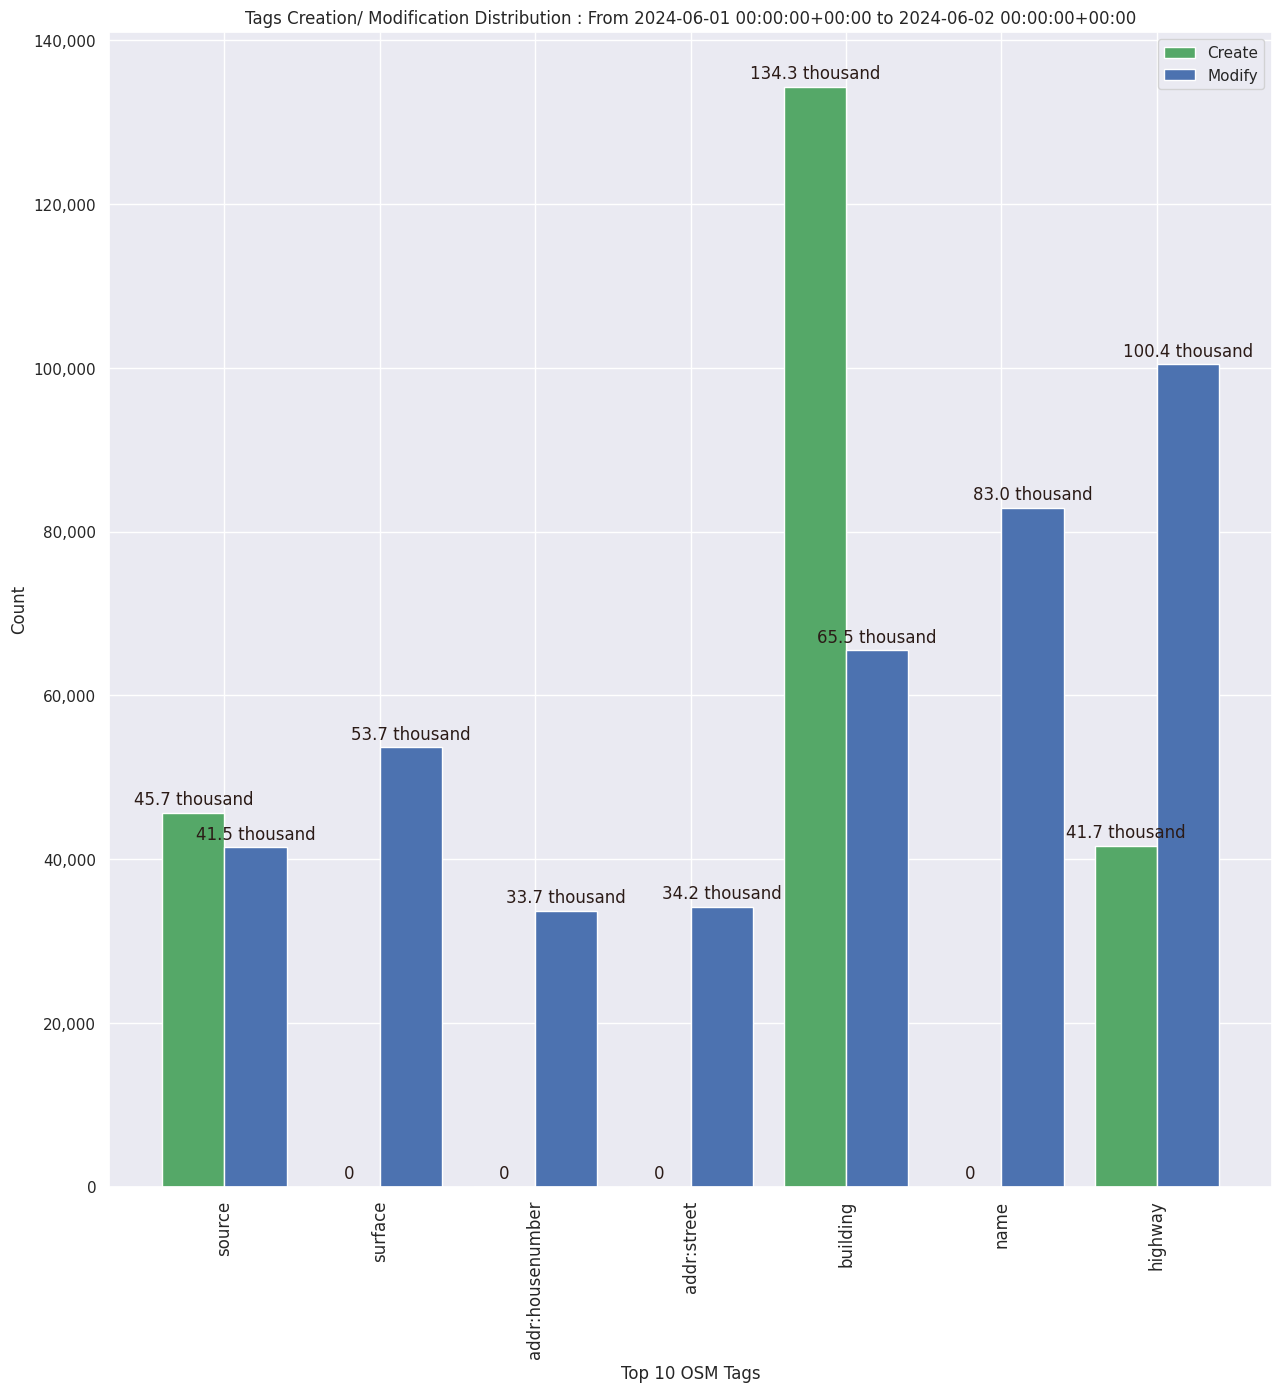 Tags Creation/ Modification Distribution : From 2024-06-01 00:00:00+00:00 to 2024-06-02 00:00:00+00:00
Create
Modify
140,000
120,000
100,000
80,000
60,000
40,000
20,000
0
Count
134.3 thousand
100.4 thousand
83.0 thousand
65.5 thousand
53.7 thousand
45.7 thousand
41.5 thousand
41.7 thousand
33.7 thousand
34.2 thousand
0
0
0
0
source
surface
addr:housenumber
addr:street
building
name
highway
Top 10 OSM Tags